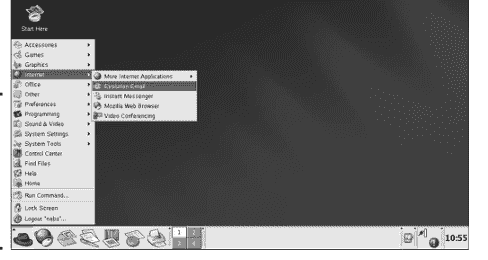 Start Here
Accessories
Games
Graphics
Internet
Office
Other
Preferences
Programming
Sound & Video
System Settings
System Tools
Control Center
Find Files
Help
Home
Run Command...
Lock Screen
Logout "nabs"...
More Internet Applications
Evolution Email
Instant Messenger
Mozilla Web Browser
Video Conferencing
1
2
3
4
10:55